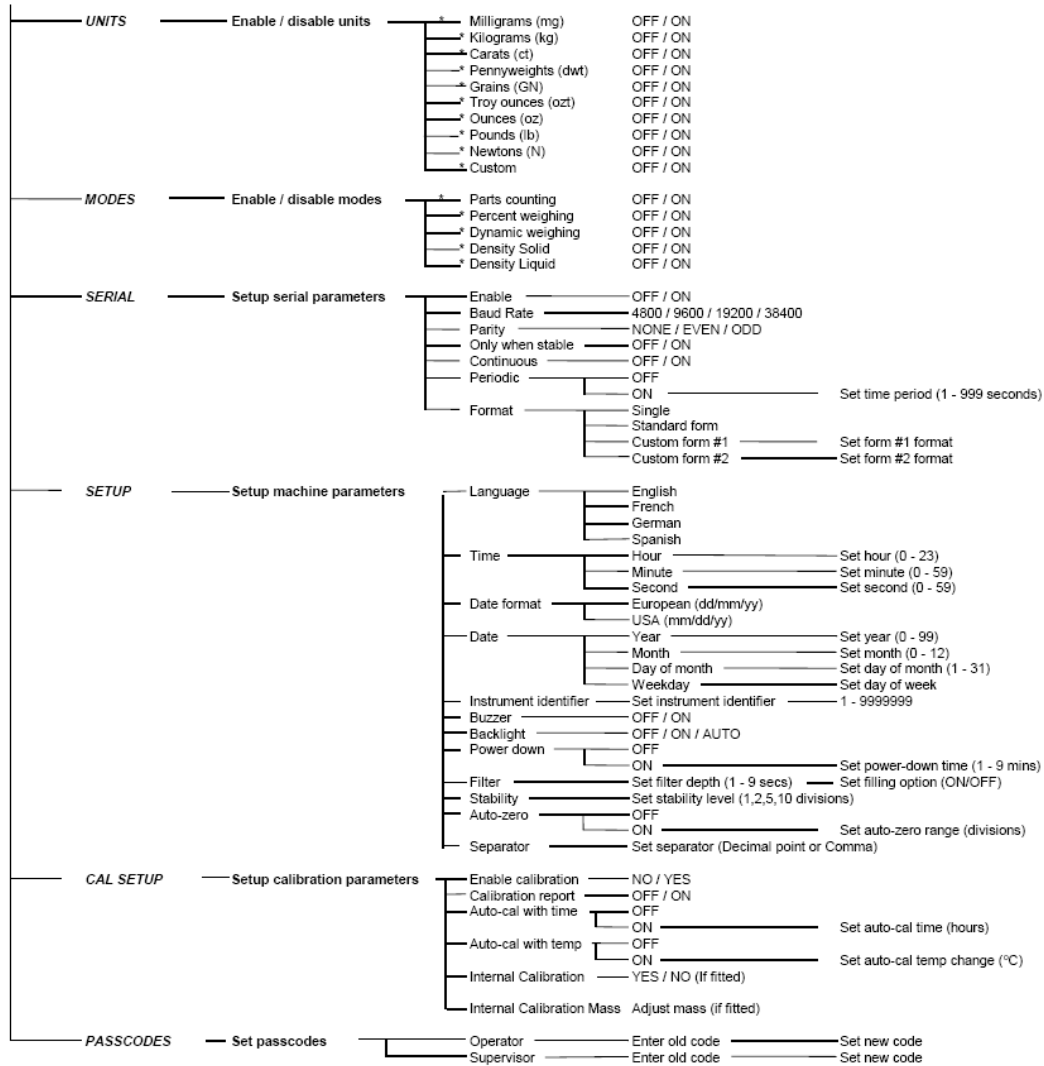 UNITS Enable / disable units * Milligrams (mg) OFF / ON
* Kilograms (kg) OFF / ON
* Carats (ct) OFF / ON
* Pennyweights (dwt) OFF / ON
* Grains (GN) OFF / ON
* Troy ounces (ozt) OFF / ON
* Ounces (oz) OFF / ON
* Pounds (lb) OFF / ON
* Newtons (N) OFF / ON
* Custom OFF / ON
MODES Enable / disable modes * Parts counting OFF / ON
* Percent weighing OFF / ON
* Dynamic weighing OFF / ON
* Density Solid OFF / ON
* Density Liquid OFF / ON
SERIAL Setup serial parameters Enable OFF / ON
Baud Rate 4800 / 9600 / 19200 / 38400
Parity NONE / EVEN / ODD
Only when stable OFF / ON
Continuous OFF / ON
Periodic OFF
ON Set time period (1 - 999 seconds)
Format Single
Standard form
Custom form #1 Set form #1 format
Custom form #2 Set form #2 format
SETUP Setup machine parameters Language English
French
German
Spanish
Time Hour Set hour (0 - 23)
Minute Set minute (0 - 59)
Second Set second (0 - 59)
Date format European (dd/mm/yy)
USA (mm/dd/yy)
Date Year Set year (0 - 99)
Month Set month (0 - 12)
Day of month Set day of month (1 - 31)
Weekday Set day of week
Instrument identifier Set instrument identifier 1 - 9999999
Buzzer OFF / ON
Backlight OFF / ON / AUTO
Power down OFF
ON Set power-down time (1 - 9 mins)
Filter Set filter depth (1 - 9 secs) Set filling option (ON/OFF)
Stability Set stability level (1,2,5,10 divisions)
Auto-zero OFF
ON Set auto-zero range (divisions)
Separator Set separator (Decimal point or Comma)
CAL SETUP Setup calibration parameters Enable calibration NO / YES
Calibration report OFF / ON
Auto-cal with time OFF
ON Set auto-cal time (hours)
Auto-cal with temp OFF
ON Set auto-cal temp change (ºC)
Internal Calibration YES / NO (If fitted)
Internal Calibration Mass Adjust mass (if fitted)
PASSCODES Set passcodes Operator Enter old code Set new code
Supervisor Enter old code Set new code